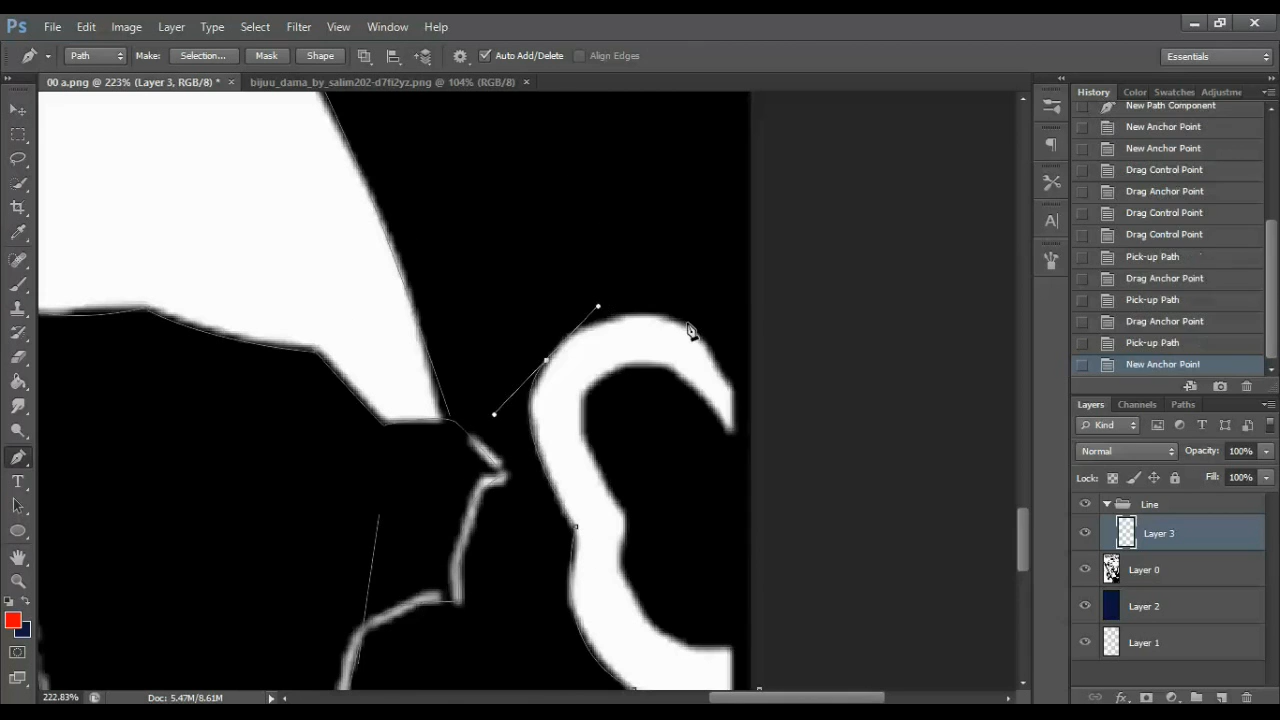 Ps File Edit Image Layer Type Select Filter View Window Help
Path Make: Selection... Mask Shape Auto Add/Delete Align Edges Essentials
00 a.png @ 223% (Layer 3, RGB/8) * × bijuu_dama_by_salim202-d7fi2yz.png @ 104% (RGB/8) ×
History Color Swatches Adjustme
New Path Component
New Anchor Point
New Anchor Point
Drag Control Point
Drag Anchor Point
Drag Control Point
Drag Control Point
Pick-up Path
Drag Anchor Point
Pick-up Path
Drag Anchor Point
Pick-up Path
New Anchor Point
Layers Channels Paths
Kind
Normal Opacity: 100%
Lock: Fill: 100%
Line
Layer 3
Layer 0
Layer 2
Layer 1
222.83% Doc: 5.47M/8.61M